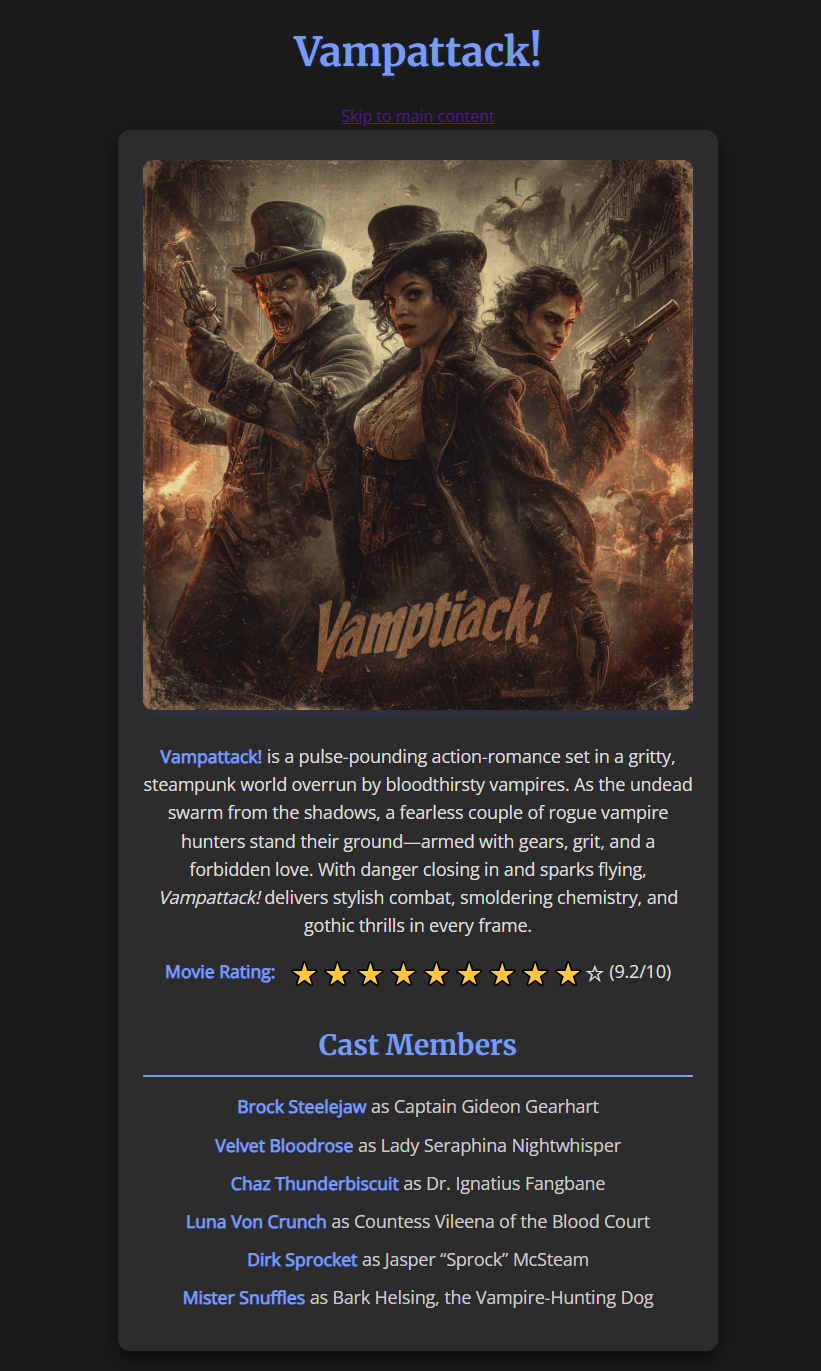 Vampattack!
Skip to main content
Vamptiack!
Vampattack! is a pulse-pounding action-romance set in a gritty,
steampunk world overrun by bloodthirsty vampires. As the undead
swarm from the shadows, a fearless couple of rogue vampire
hunters stand their ground—armed with gears, grit, and a
forbidden love. With danger closing in and sparks flying,
Vampattack! delivers stylish combat, smoldering chemistry, and
gothic thrills in every frame.
Movie Rating: ★ ★ ★ ★ ★ ★ ★ ★ ★ ☆ (9.2/10)
Cast Members
Brock Steelejaw as Captain Gideon Gearhart
Velvet Bloodrose as Lady Seraphina Nightwhisper
Chaz Thunderbiscuit as Dr. Ignatius Fangbane
Luna Von Crunch as Countess Vileena of the Blood Court
Dirk Sprocket as Jasper “Sprock” McSteam
Mister Snuffles as Bark Helsing, the Vampire-Hunting Dog